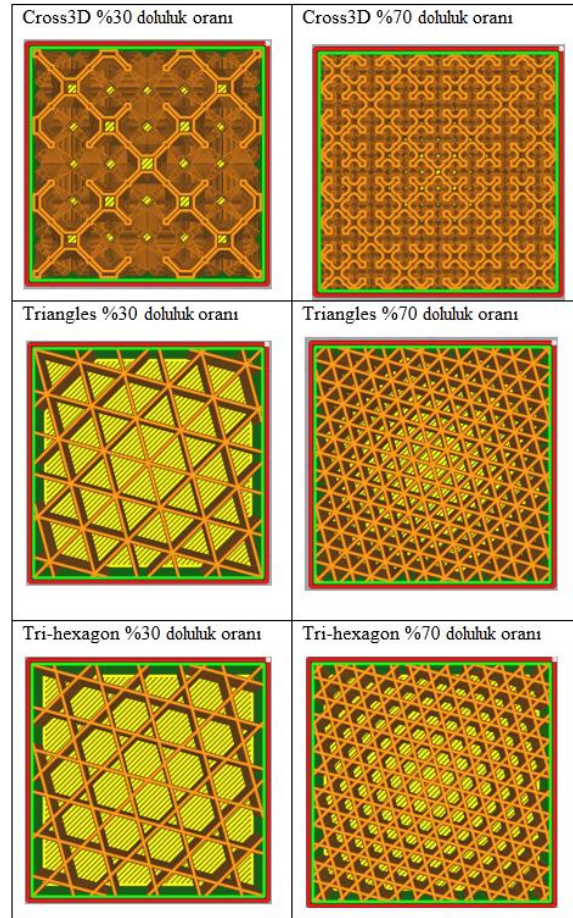 Cross3D %30 doluluk oranı
Cross3D %70 doluluk oranı
Triangles %30 doluluk oranı
Triangles %70 doluluk oranı
Tri-hexagon %30 doluluk oranı
Tri-hexagon %70 doluluk oranı